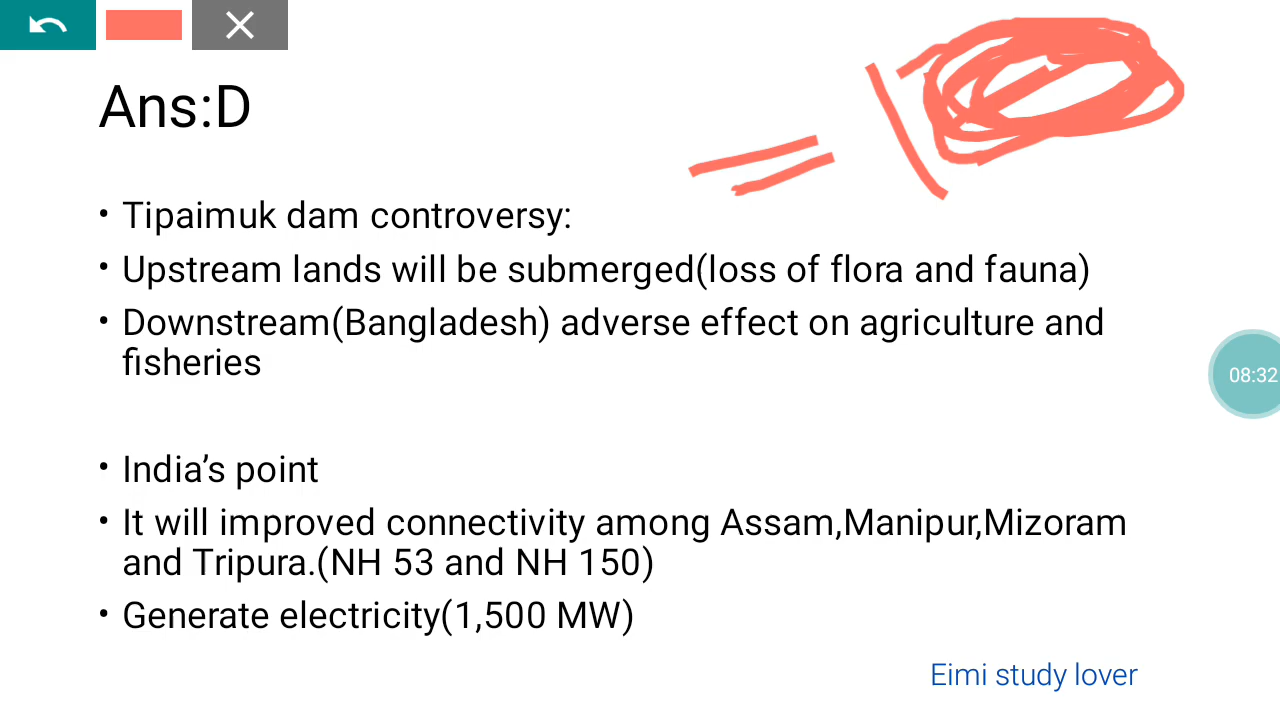 Ans:D
• Tipaimuk dam controversy:
• Upstream lands will be submerged(loss of flora and fauna)
• Downstream(Bangladesh) adverse effect on agriculture and
fisheries
08:32
• India’s point
• It will improved connectivity among Assam,Manipur,Mizoram
and Tripura.(NH 53 and NH 150)
• Generate electricity(1,500 MW)
Eimi study lover